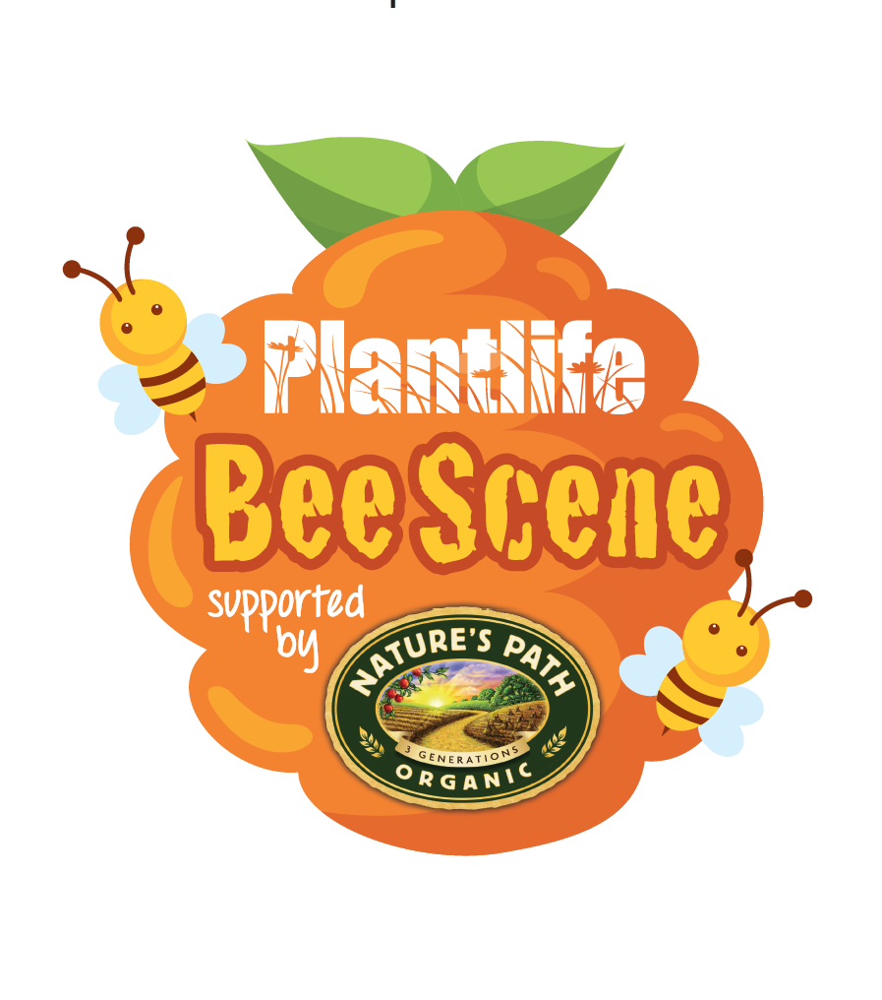 Plantlife
Bee Scene
supported
by
NATURE'S PATH
3 GENERATIONS
ORGANIC